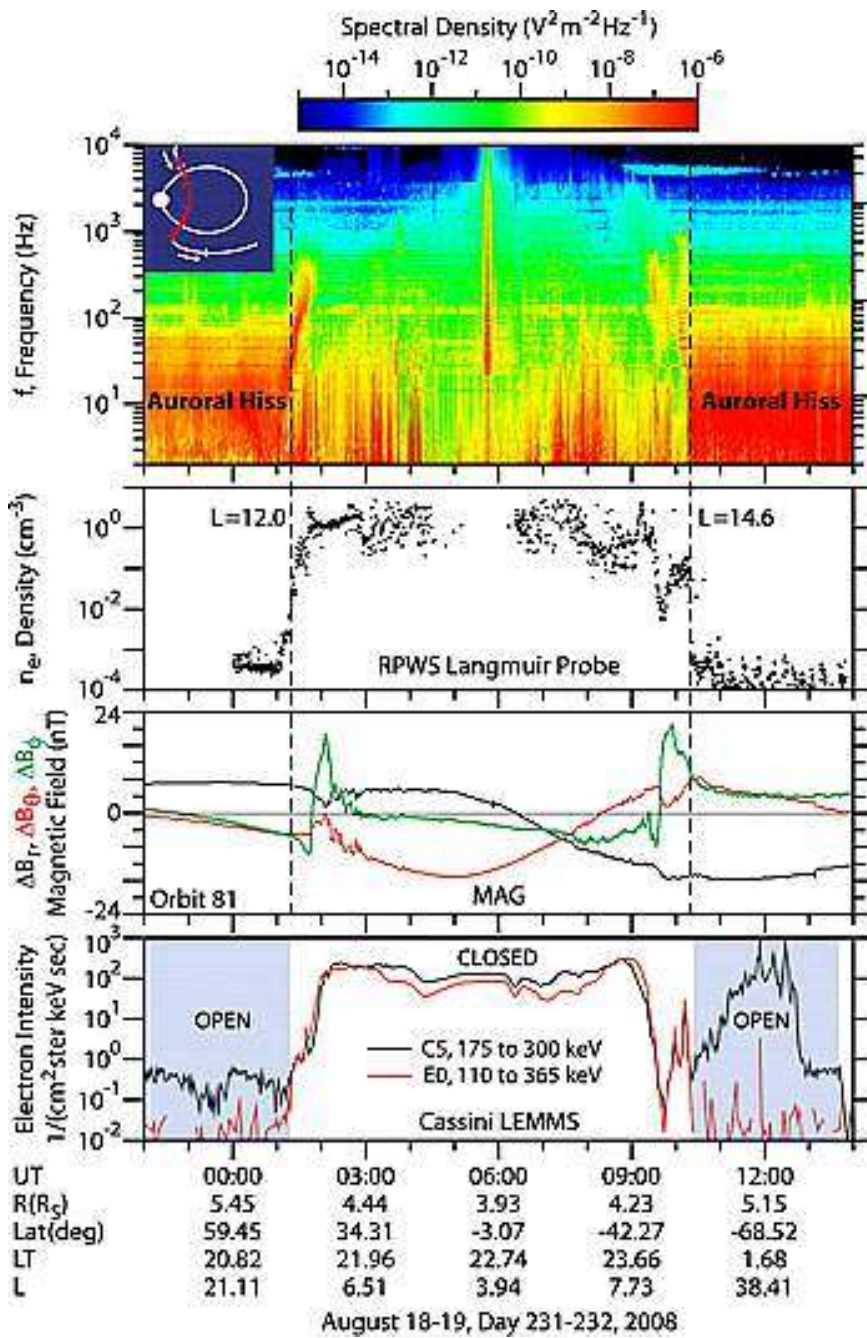 Spectral Density (V²m⁻²Hz⁻¹)
10⁻¹⁴ 10⁻¹² 10⁻¹⁰ 10⁻⁸ 10⁻⁶
f, Frequency (Hz)
10⁴
10³
10²
10¹
Auroral Hiss Auroral Hiss
nₑ, Density (cm⁻³)
10⁰
10⁻²
10⁻⁴
L=12.0 L=14.6
RPWS Langmuir Probe
ΔBᵣ, ΔB_θ, ΔB_ϕ
Magnetic Field (nT)
24
0
-24
Orbit 81 MAG
Electron Intensity
1/(cm² ster keV sec)
10³
10²
10¹
10⁰
10⁻¹
10⁻²
CLOSED
OPEN OPEN
C5, 175 to 300 keV
E0, 110 to 365 keV
Cassini LEMMS
UT 00:00 03:00 06:00 09:00 12:00
R(R_S) 5.45 4.44 3.93 4.23 5.15
Lat(deg) 59.45 34.31 -3.07 -42.27 -68.52
LT 20.82 21.96 22.74 23.66 1.68
L 21.11 6.51 3.94 7.73 38.41
August 18-19, Day 231-232, 2008